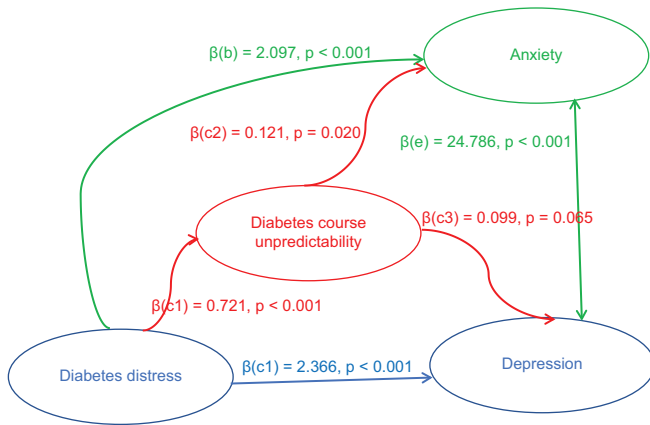 β(b) = 2.097, p < 0.001
Anxiety
β(c2) = 0.121, p = 0.020
β(e) = 24.786, p < 0.001
Diabetes course
unpredictability
β(c3) = 0.099, p = 0.065
β(c1) = 0.721, p < 0.001
Diabetes distress
β(c1) = 2.366, p < 0.001
Depression